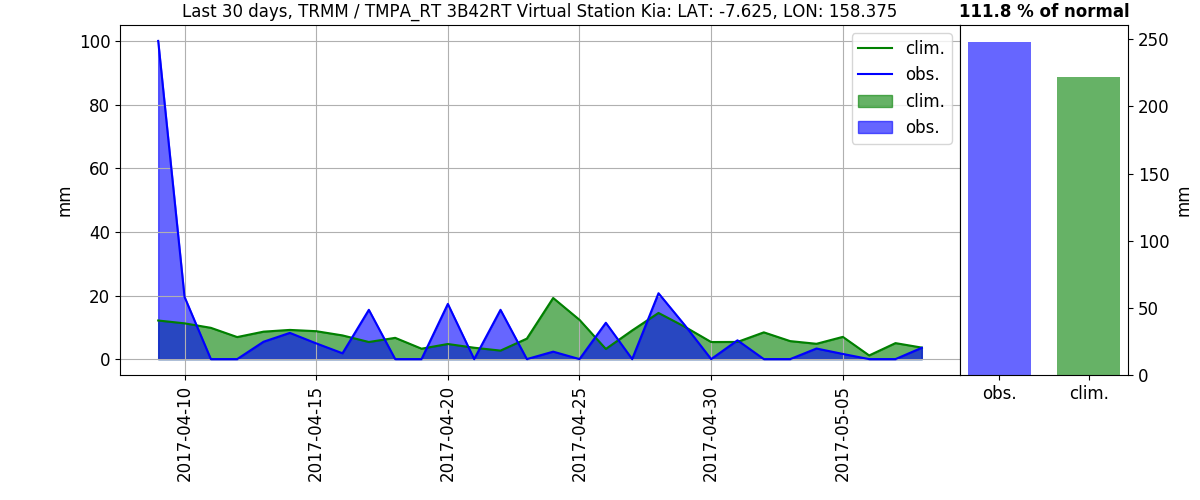 Last 30 days, TRMM / TMPA_RT 3B42RT Virtual Station Kia: LAT: -7.625, LON: 158.375
111.8 % of normal
mm
100
80
60
40
20
0
2017-04-10
2017-04-15
2017-04-20
2017-04-25
2017-04-30
2017-05-05
clim.
obs.
clim.
obs.
250
200
150
100
50
0
mm
obs.
clim.